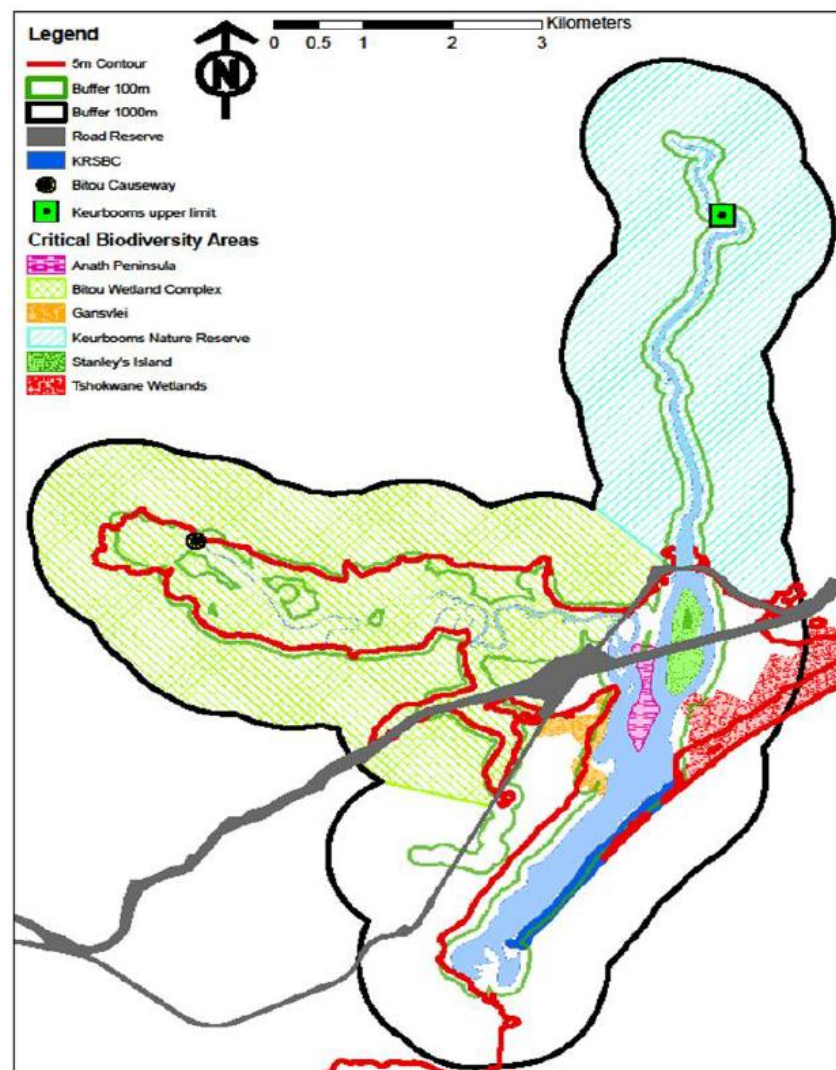 Legend
5m Contour
Buffer 100m
Buffer 1000m
Road Reserve
KRSBC
Bitou Causeway
Keurbooms upper limit
Critical Biodiversity Areas
Anath Peninsula
Bitou Wetland Complex
Gansvlei
Keurbooms Nature Reserve
Stanley's Island
Tshokwane Wetlands
N
Kilometers
0 0.5 1 2 3